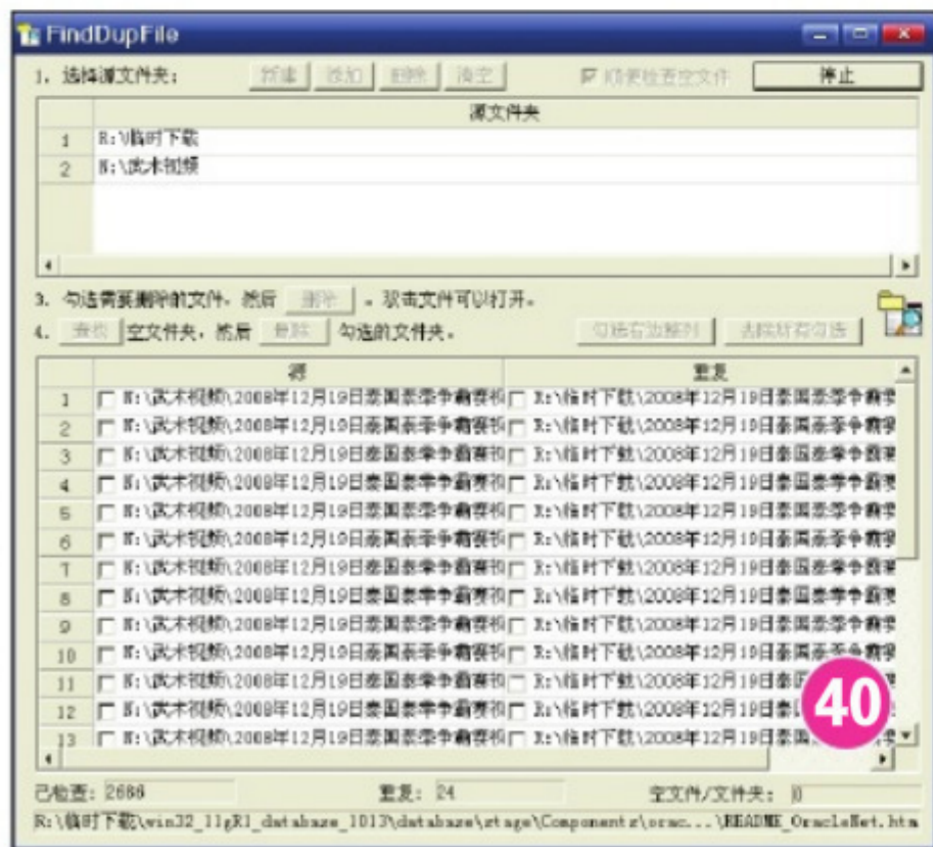 FindDupFile
1. 选择源文件夹: 新建 添加 删除 清空 顺便检查空文件 停止
源文件夹
1 R:\临时下载
2 N:\武术视频
3. 勾选需要删除的文件，然后 删除 。双击文件可以打开。
4. 查找 空文件夹，然后 删除 勾选的文件夹。 勾选右边整列 去除所有勾选
源 重复
1 N:\武术视频\2008年12月19日泰国泰拳争霸赛视 R:\临时下载\2008年12月19日泰国泰拳争霸赛
2 N:\武术视频\2008年12月19日泰国泰拳争霸赛视 R:\临时下载\2008年12月19日泰国泰拳争霸赛
3 N:\武术视频\2008年12月19日泰国泰拳争霸赛视 R:\临时下载\2008年12月19日泰国泰拳争霸赛
4 N:\武术视频\2008年12月19日泰国泰拳争霸赛视 R:\临时下载\2008年12月19日泰国泰拳争霸赛
5 N:\武术视频\2008年12月19日泰国泰拳争霸赛视 R:\临时下载\2008年12月19日泰国泰拳争霸赛
6 N:\武术视频\2008年12月19日泰国泰拳争霸赛视 R:\临时下载\2008年12月19日泰国泰拳争霸赛
7 N:\武术视频\2008年12月19日泰国泰拳争霸赛视 R:\临时下载\2008年12月19日泰国泰拳争霸赛
8 N:\武术视频\2008年12月19日泰国泰拳争霸赛视 R:\临时下载\2008年12月19日泰国泰拳争霸赛
9 N:\武术视频\2008年12月19日泰国泰拳争霸赛视 R:\临时下载\2008年12月19日泰国泰拳争霸赛
10 N:\武术视频\2008年12月19日泰国泰拳争霸赛视 R:\临时下载\2008年12月19日泰国泰拳争霸赛
11 N:\武术视频\2008年12月19日泰国泰拳争霸赛视 R:\临时下载\2008年12月19日泰国
12 N:\武术视频\2008年12月19日泰国泰拳争霸赛视 R:\临时下载\2008年12月19日泰
13 N:\武术视频\2008年12月19日泰国泰拳争霸赛视 R:\临时下载\2008年12月19日泰国
40
已检查: 2686 重复: 24 空文件/文件夹: 0
R:\临时下载\win32_11gR1_database_1013\database\stage\Components\orac...\README_OracleNet.htm